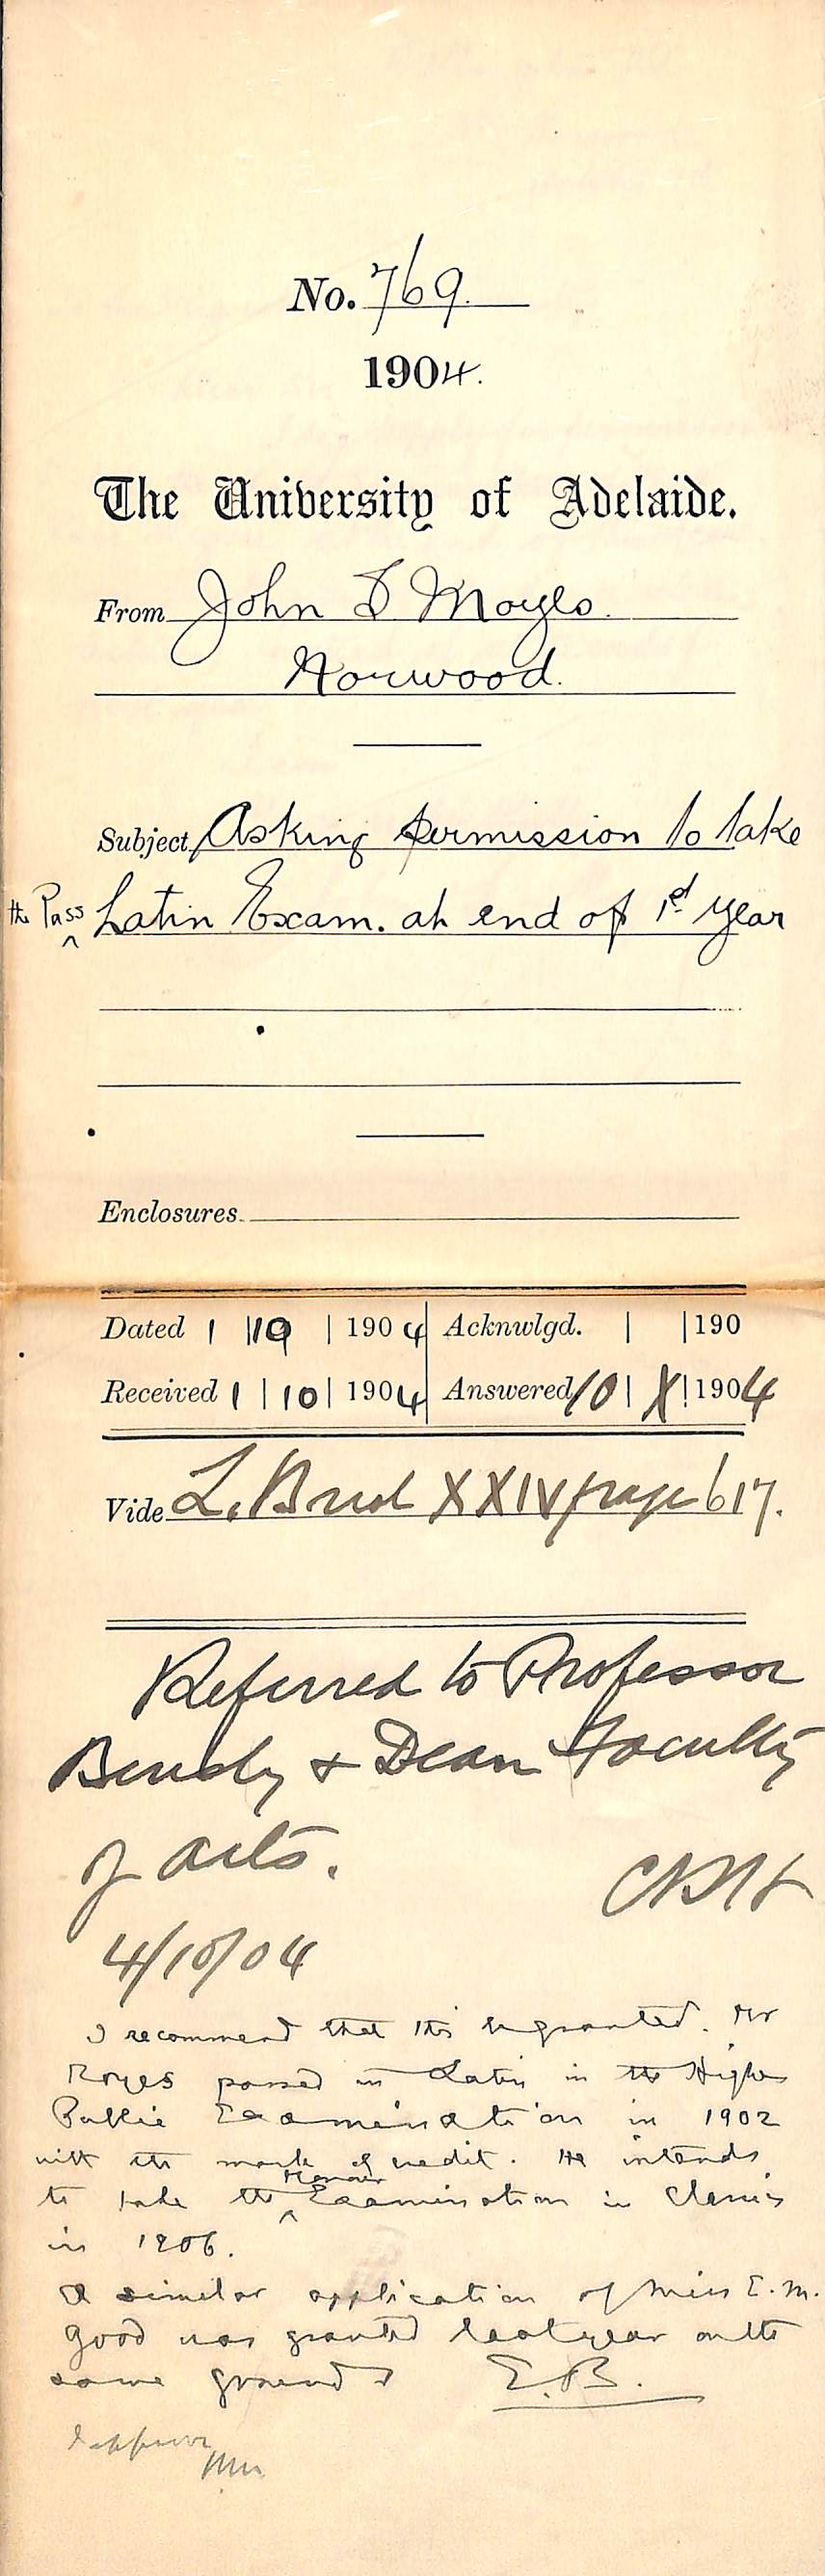 No. 769.
1904.
The University of Adelaide.
From John S Moyes.
Norwood.
Subject Asking permission to take
the Pass Latin Exam. at end of 1st year
Enclosures.
Dated 1 | 10 | 1904 Acknwlgd. | | 190
Received 1 | 10 | 1904 Answered 10 | X | 1904
Vide L. Book XXIV page 617.
Referred to Professor
Bensly & Dean Faculty
of Arts.
4/10/04
I recommend that this be granted. Mr
Moyes passed in Latin in the Higher
Public Examination in 1902
with the mark of credit. He intends
to take the Honour Examination in Classics
in 1906.
A similar application of Miss E. M.
Good was granted last year on the
same grounds E.B.
I approve